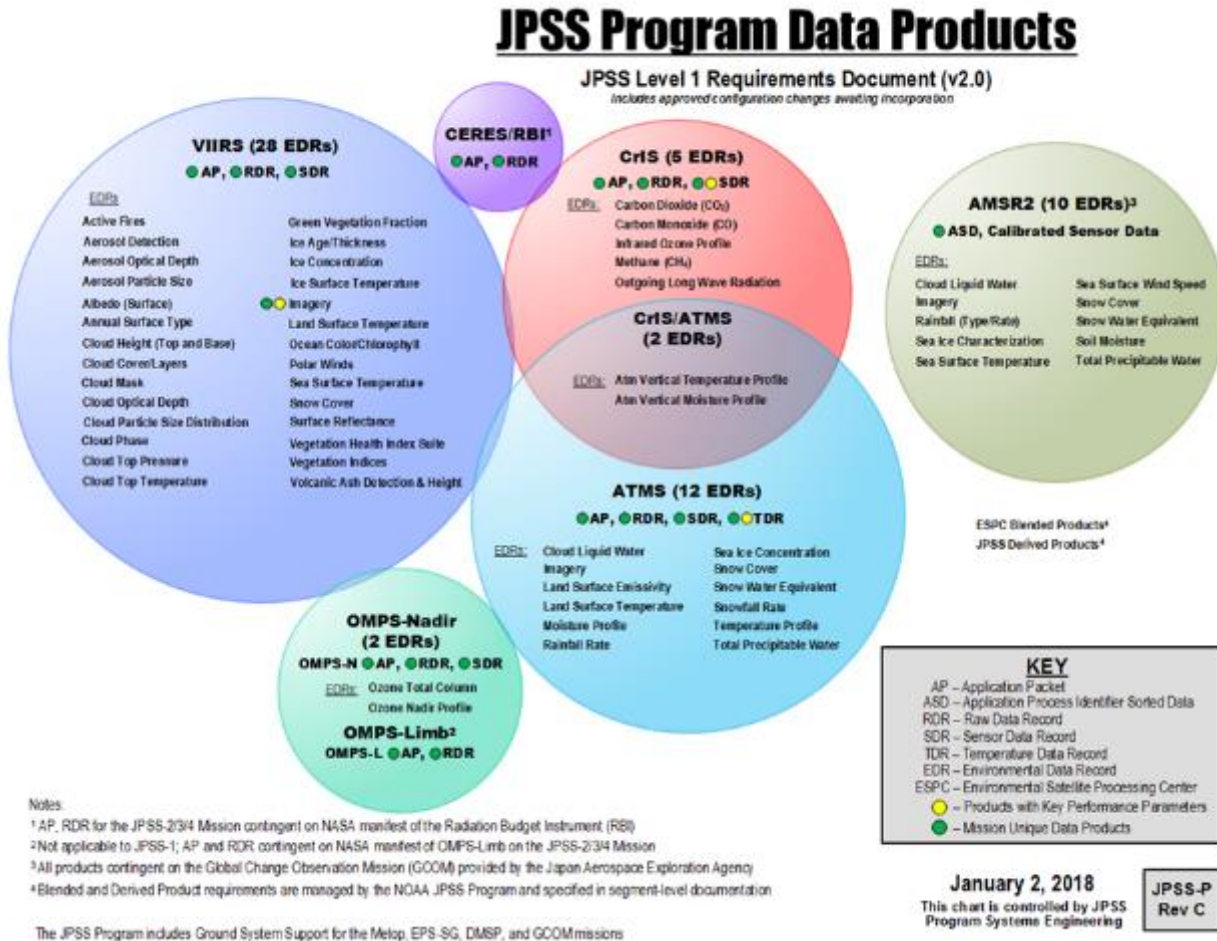 JPSS Program Data Products
JPSS Level 1 Requirements Document (v2.0)
Includes approved configuration changes awaiting incorporation
VIIRS (28 EDRs)
AP, RDR, SDR
EDRs
Active Fires
Aerosol Detection
Aerosol Optical Depth
Aerosol Particle Size
Albedo (Surface)
Annual Surface Type
Cloud Height (Top and Base)
Cloud Cover/Layers
Cloud Mask
Cloud Optical Depth
Cloud Particle Size Distribution
Cloud Phase
Cloud Top Pressure
Cloud Top Temperature
Green Vegetation Fraction
Ice Age/Thickness
Ice Concentration
Ice Surface Temperature
Imagery
Land Surface Temperature
Ocean Color/Chlorophyll
Polar Winds
Sea Surface Temperature
Snow Cover
Surface Reflectance
Vegetation Health Index Suite
Vegetation Indices
Volcanic Ash Detection & Height
CERES/RBI¹
AP, RDR
CrIS (5 EDRs)
AP, RDR, SDR
EDRs: Carbon Dioxide (CO₂)
Carbon Monoxide (CO)
Infrared Ozone Profile
Methane (CH₄)
Outgoing Long Wave Radiation
CrIS/ATMS
(2 EDRs)
EDRs: Atm Vertical Temperature Profile
Atm Vertical Moisture Profile
ATMS (12 EDRs)
AP, RDR, SDR, TDR
EDRs:
Cloud Liquid Water
Imagery
Land Surface Emissivity
Land Surface Temperature
Moisture Profile
Rainfall Rate
Sea Ice Concentration
Snow Cover
Snow Water Equivalent
Snowfall Rate
Temperature Profile
Total Precipitable Water
AMSR2 (10 EDRs)³
ASD, Calibrated Sensor Data
EDRs:
Cloud Liquid Water
Imagery
Rainfall (Type/Rate)
Sea Ice Characterization
Sea Surface Temperature
Sea Surface Wind Speed
Snow Cover
Snow Water Equivalent
Soil Moisture
Total Precipitable Water
ESPC Blended Products⁴
JPSS Derived Products⁴
OMPS-Nadir
(2 EDRs)
OMPS-N AP, RDR, SDR
EDRs: Ozone Total Column
Ozone Nadir Profile
OMPS-Limb²
OMPS-L AP, RDR
KEY
AP – Application Packet
ASD – Application Process Identifier Sorted Data
RDR – Raw Data Record
SDR – Sensor Data Record
TDR – Temperature Data Record
EDR – Environmental Data Record
ESPC – Environmental Satellite Processing Center
– Products with Key Performance Parameters
– Mission Unique Data Products
Notes:
¹ AP, RDR for the JPSS-2/3/4 Mission contingent on NASA manifest of the Radiation Budget Instrument (RBI)
² Not applicable to JPSS-1; AP and RDR contingent on NASA manifest of OMPS-Limb on the JPSS-2/3/4 Mission
³ All products contingent on the Global Change Observation Mission (GCOM) provided by the Japan Aerospace Exploration Agency
⁴ Blended and Derived Product requirements are managed by the NOAA JPSS Program and specified in segment-level documentation
The JPSS Program includes Ground System Support for the Metop, EPS-SG, DMSP, and GCOM missions
January 2, 2018
This chart is controlled by JPSS
Program Systems Engineering
JPSS-P
Rev C